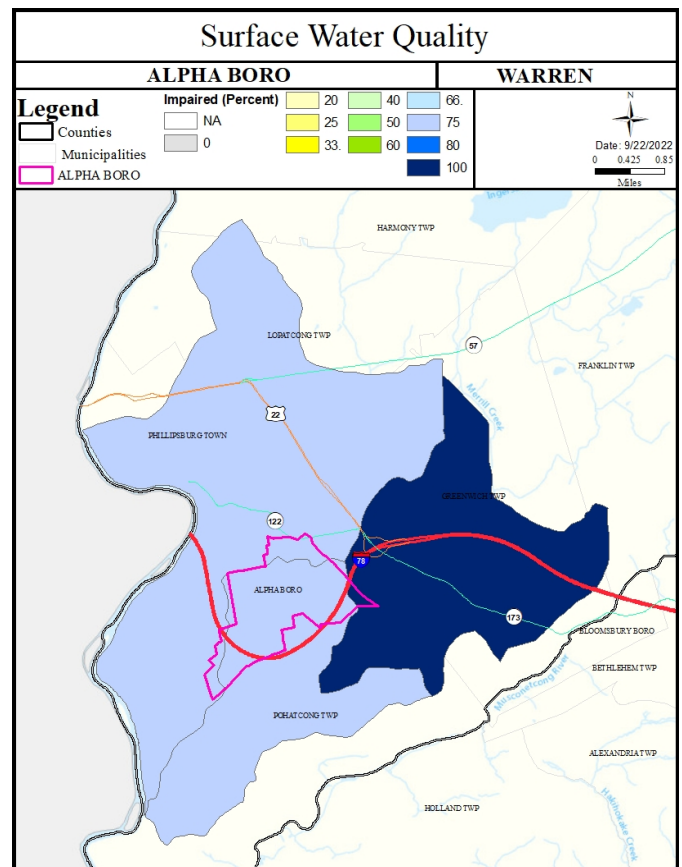 Surface Water Quality
ALPHA BORO
WARREN
Legend
Counties
Municipalities
ALPHA BORO
Impaired (Percent)
NA
0
20
25
33.
40
50
60
66.
75
80
100
N
Date: 9/22/2022
0 0.425 0.85
Miles
HARMONY TWP
LOPATCONG TWP
57
FRANKLIN TWP
Merrill Creek
22
PHILLIPSBURG TOWN
GREENWICH TWP
122
78
ALPHA BORO
173
BLOOMSBURY BORO
BETHLEHEM TWP
Musconetcong River
POHATCONG TWP
ALEXANDRIA TWP
Hakihokake Creek
HOLLAND TWP